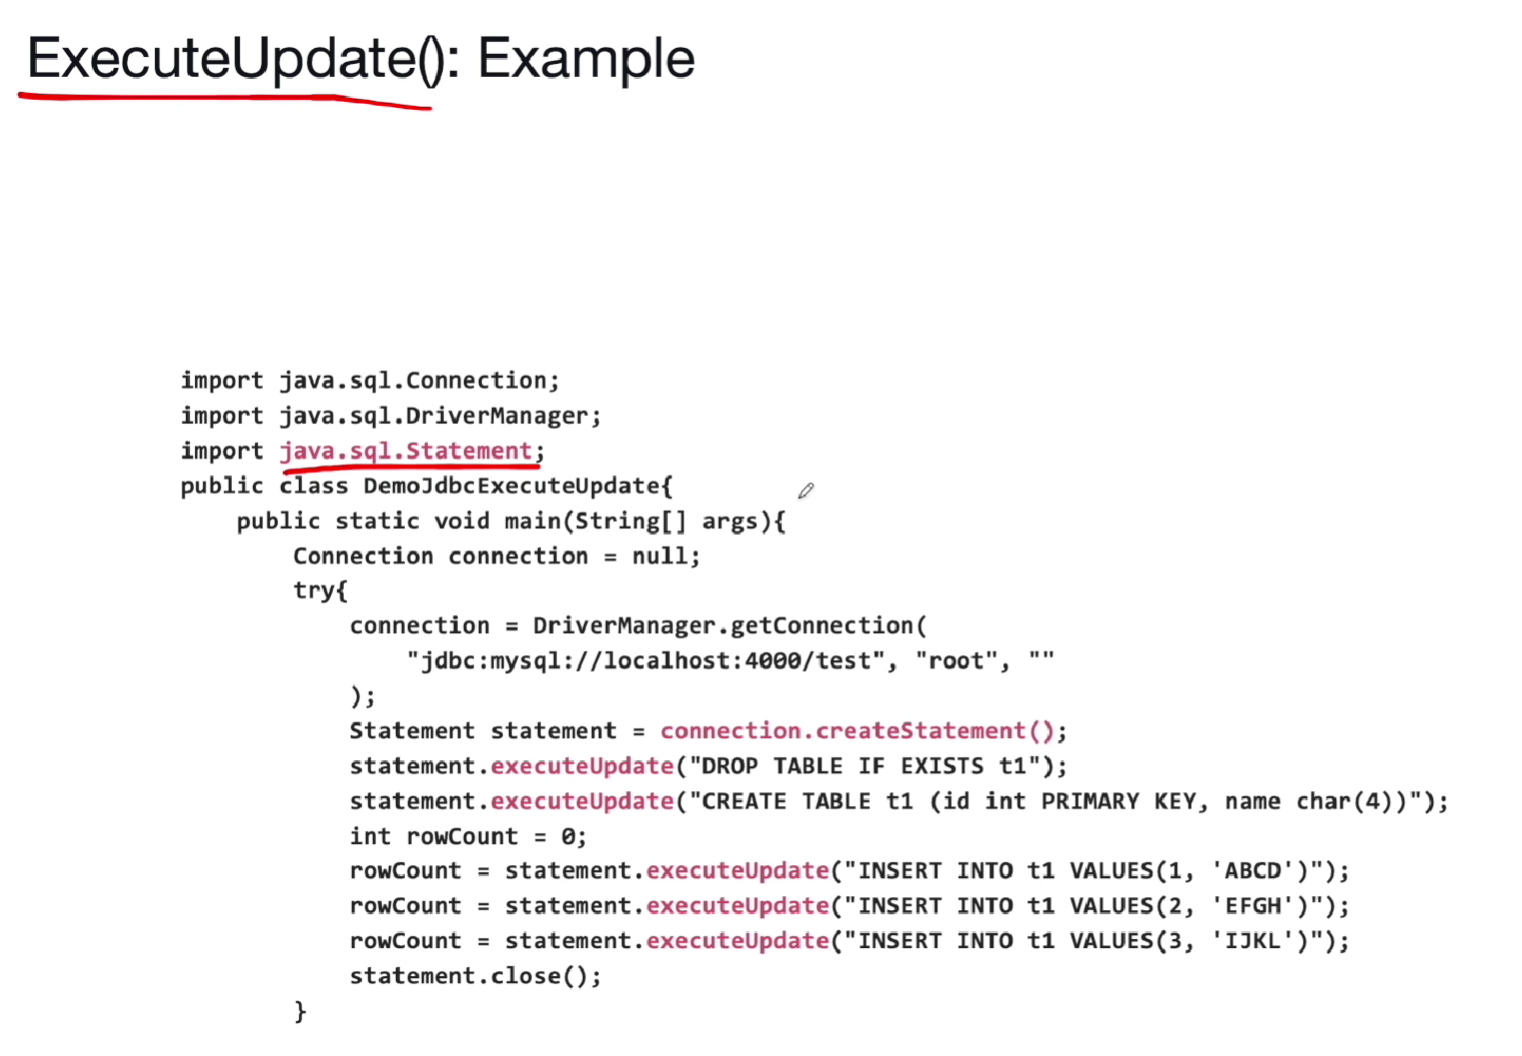 ExecuteUpdate(): Example
import java.sql.Connection;
import java.sql.DriverManager;
import java.sql.Statement;
public class DemoJdbcExecuteUpdate{
    public static void main(String[] args){
        Connection connection = null;
        try{
            connection = DriverManager.getConnection(
                "jdbc:mysql://localhost:4000/test", "root", ""
            );
            Statement statement = connection.createStatement();
            statement.executeUpdate("DROP TABLE IF EXISTS t1");
            statement.executeUpdate("CREATE TABLE t1 (id int PRIMARY KEY, name char(4))");
            int rowCount = 0;
            rowCount = statement.executeUpdate("INSERT INTO t1 VALUES(1, 'ABCD')");
            rowCount = statement.executeUpdate("INSERT INTO t1 VALUES(2, 'EFGH')");
            rowCount = statement.executeUpdate("INSERT INTO t1 VALUES(3, 'IJKL')");
            statement.close();
        }